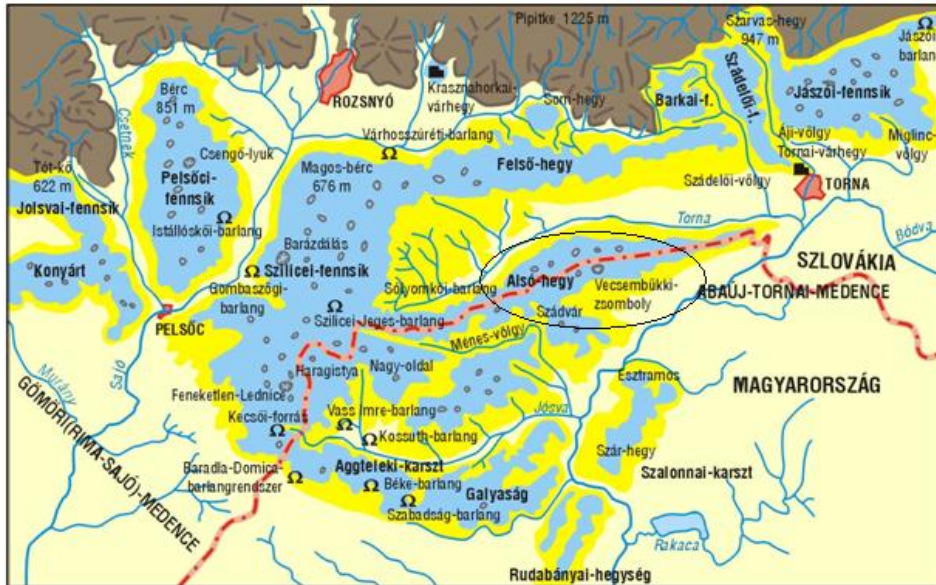 Pipitke 1225 m
Szarvas-hegy
947 m
Jászói-
barlang
Bérc
851 m
ROZSNYÓ
Krasznahorkai-
várhegy
Som-hegy
Barkai-f.
Szádelői-f.
Jászói-fennsík
Csetnek
Várhosszúréti-barlang
Áji-völgy
Tornai-várhegy
Miglinc-
völgy
Tót-kő
622 m
Csengő-lyuk
Pelsőci-
fennsík
Magos-bérc
676 m
Felső-hegy
Szádelői-völgy
TORNA
Jolsvai-fennsík
Istállóskői-barlang
Barázdálás
Torna
Bódva
Konyárt
Gombaszögi-
barlang
Szilicei-fennsík
Sólyomkői-barlang
Alsó-hegy
Vecsembükki-
zsomboly
SZLOVÁKIA
ABAÚJ-TORNAI-MEDENCE
PELSŐC
Szilicei-Jeges-barlang
Szádvár
Ménes-völgy
Sajó
Murány
Haragistya
Nagy-oldal
Esztramos
MAGYARORSZÁG
GÖMÖRI(RIMA-SAJÓ)-MEDENCE
Feneketlen-Lednice
Kecsői-forrás
Vass Imre-barlang
Jósva
Kossuth-barlang
Szár-hegy
Baradla-Domica-
barlangrendszer
Aggteleki-karszt
Béke-barlang
Galyaság
Szalonnai-karszt
Szabadság-barlang
Rakaca
Rudabányai-hegység